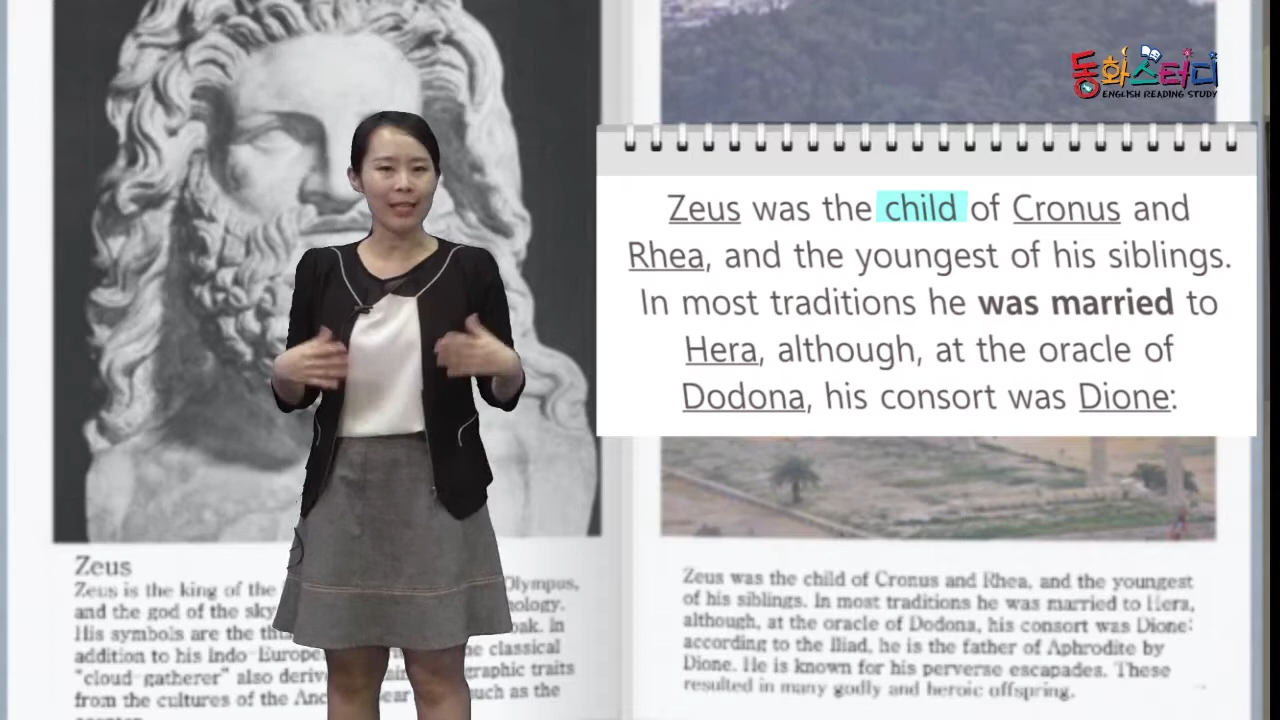 동화스타디
ENGLISH READING STUDY
Zeus was the child of Cronus and
Rhea, and the youngest of his siblings.
In most traditions he was married to
Hera, although, at the oracle of
Dodona, his consort was Dione:
Zeus
Zeus is the king of the Olympus,
and the god of the sky
His symbols are the oak. In
addition to his Indo-Europe classical
"cloud-gatherer" also graphic traits
from the cultures of the such as the
Zeus was the child of Cronus and Rhea, and the youngest
of his siblings. In most traditions he was married to Hera,
although, at the oracle of Dodona, his consort was Dione:
according to the Iliad, he is the father of Aphrodite by
Dione. He is known for his perverse escapades. These
resulted in many godly and heroic offspring.